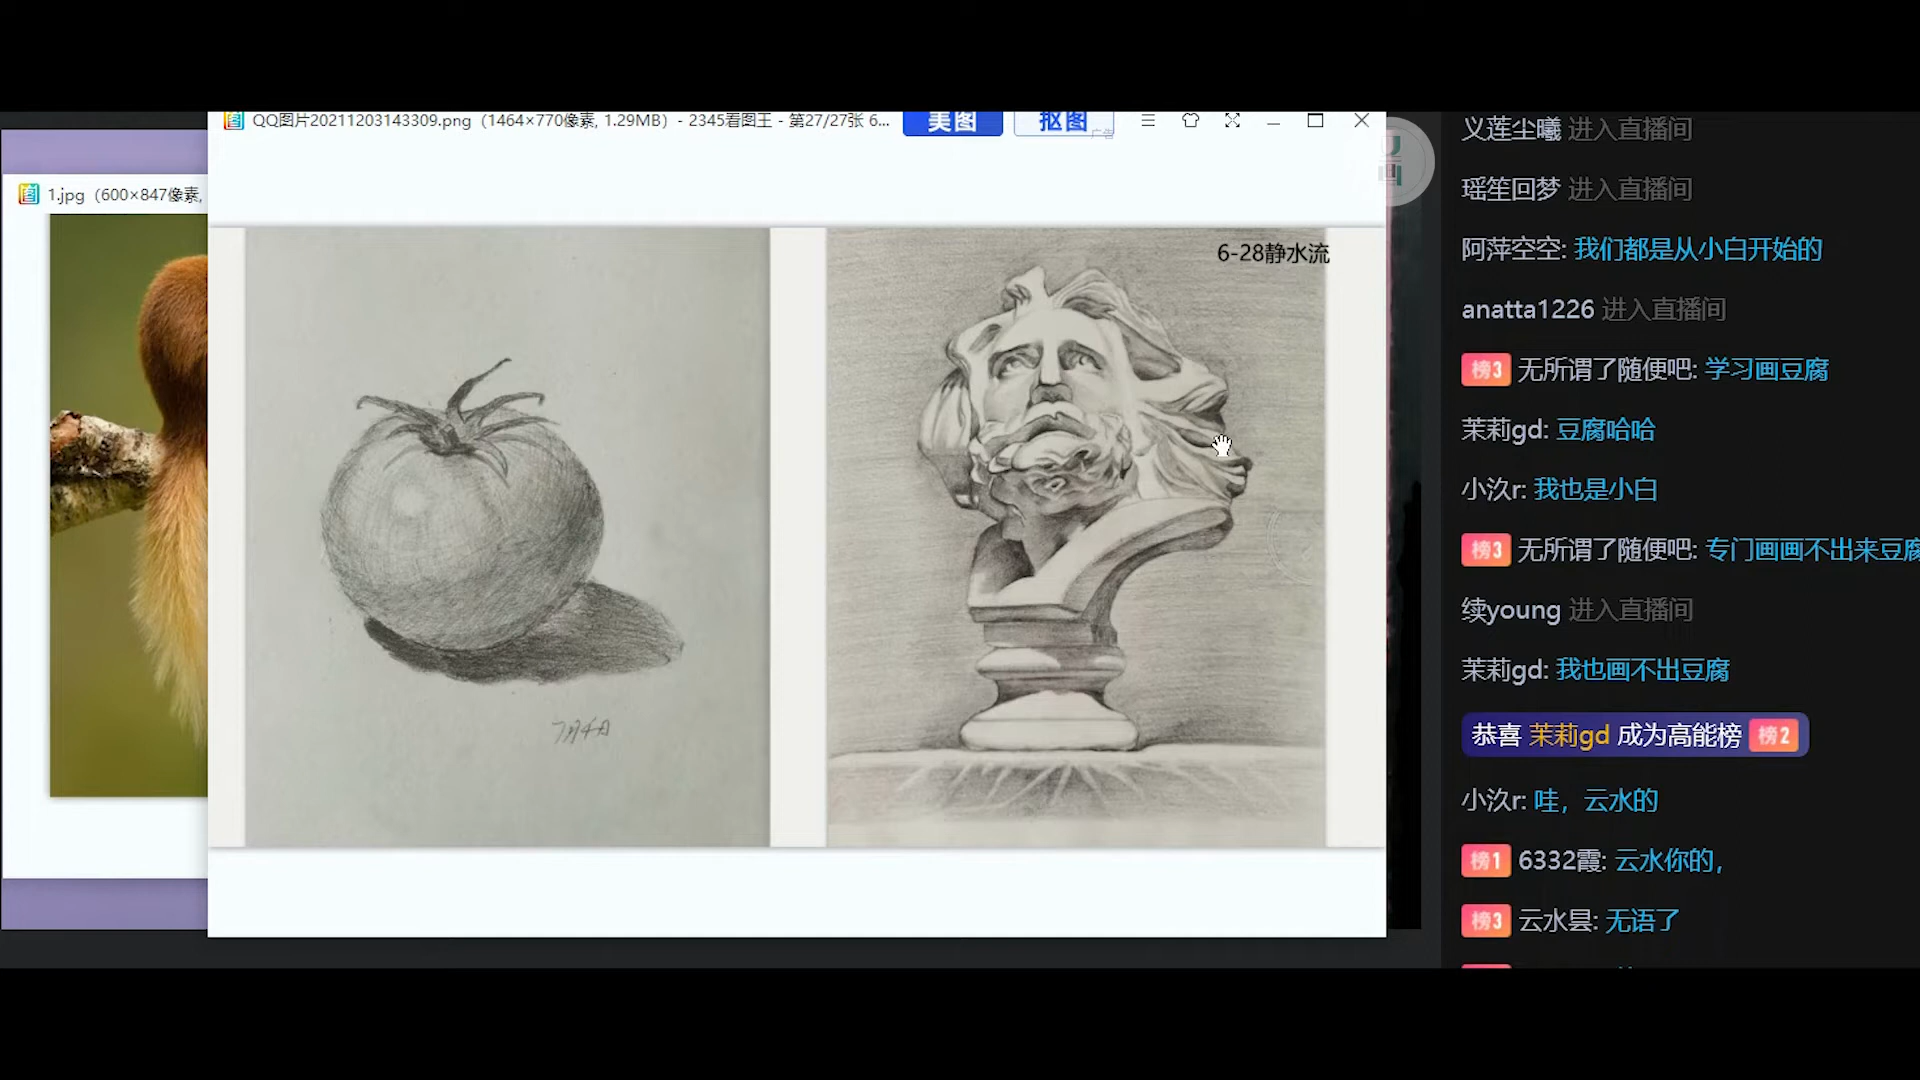 QQ图片20211203143309.png（1464×770像素, 1.29MB）- 2345看图王 - 第27/27张 6...
美图
抠图
广告
1.jpg（600×847像素,
6-28静水流
7月4日
义莲尘曦 进入直播间
瑶笙回梦 进入直播间
阿萍空空: 我们都是从小白开始的
anatta1226 进入直播间
榜3 无所谓了随便吧: 学习画豆腐
茉莉gd: 豆腐哈哈
小汣r: 我也是小白
榜3 无所谓了随便吧: 专门画画不出来豆腐
续young 进入直播间
茉莉gd: 我也画不出豆腐
恭喜 茉莉gd 成为高能榜 榜2
小汣r: 哇，云水的
榜1 6332霞: 云水你的，
榜3 云水昙: 无语了